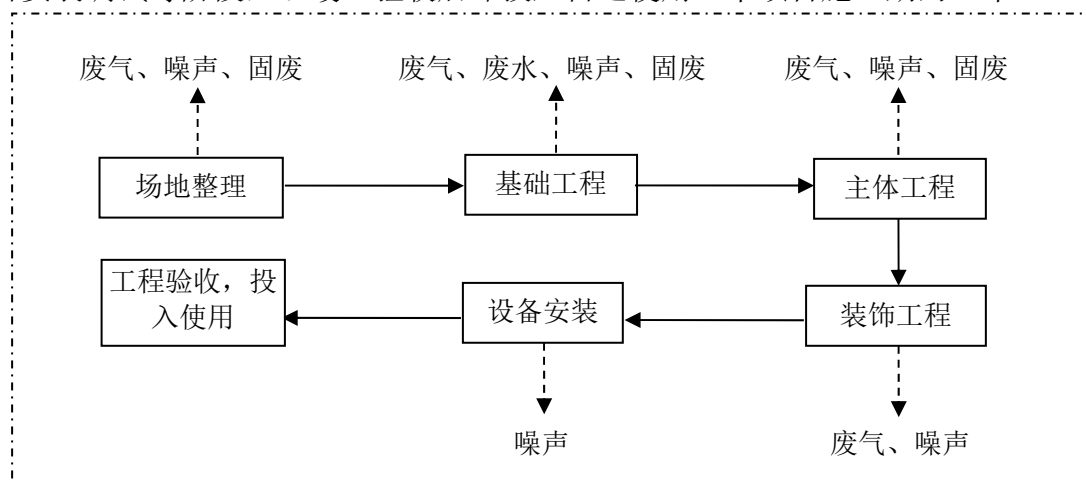 废气、噪声、固废
废气、废水、噪声、固废
废气、噪声、固废
场地整理
基础工程
主体工程
工程验收，投
入使用
设备安装
装饰工程
噪声
废气、噪声